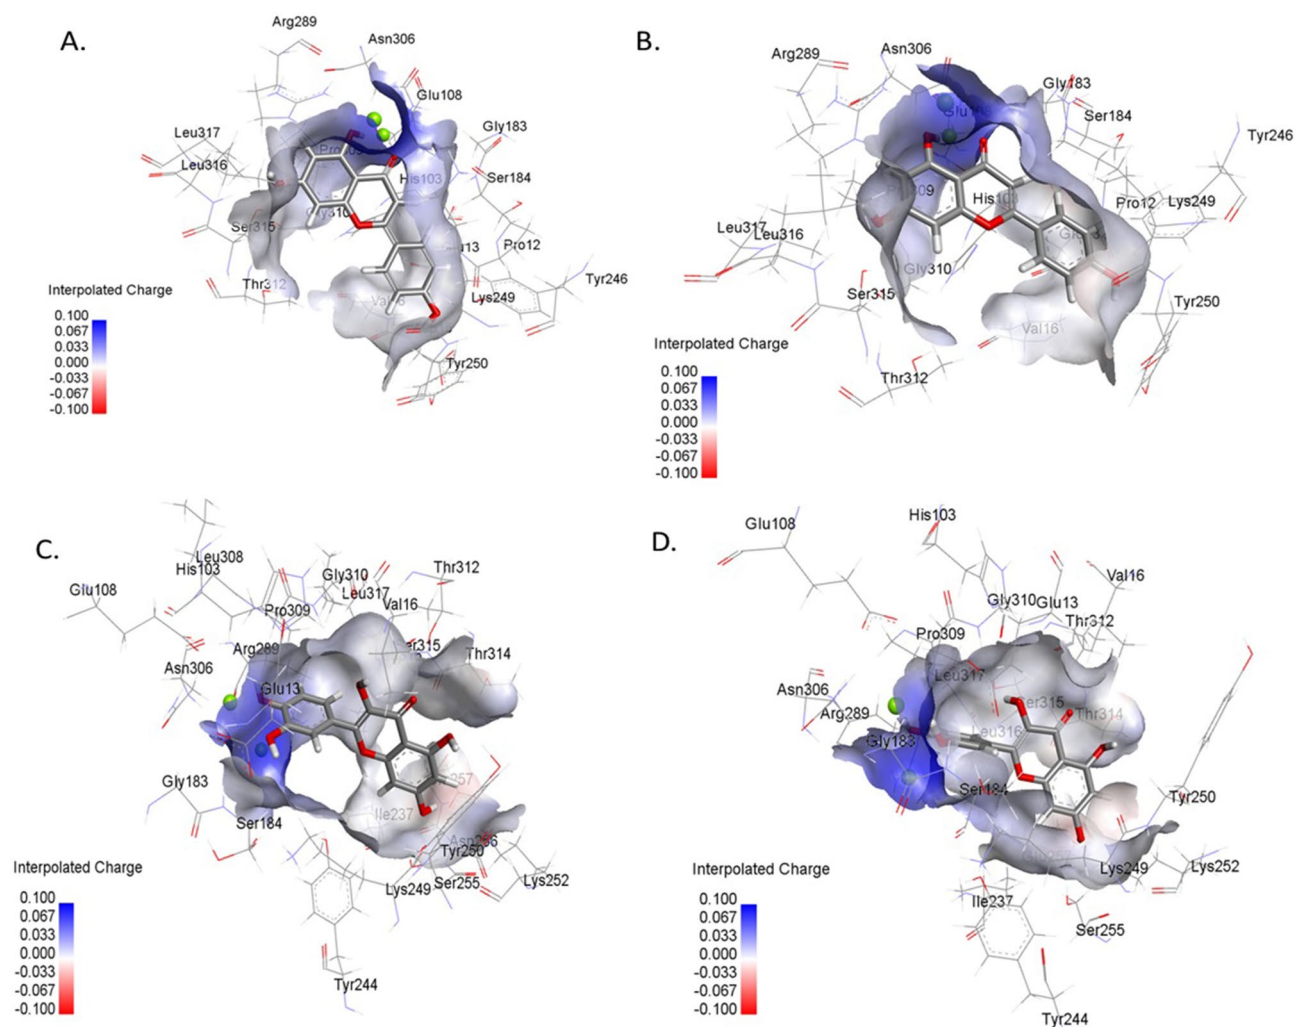 A.
Arg289
Asn306
Glu108
Gly183
Leu317
Leu316
His103
Ser184
Gly310
Ser315
Pro12
Thr312
Tyr246
Lys249
Tyr250
Interpolated Charge
0.100
0.067
0.033
0.000
-0.033
-0.067
-0.100
B.
Asn306
Arg289
Gly183
Ser184
Tyr246
His103
Pro12
Lys249
Leu317
Leu316
Gly310
Ser315
Tyr250
Val16
Thr312
Interpolated Charge
0.100
0.067
0.033
0.000
-0.033
-0.067
-0.100
C.
Leu308
His103
Glu108
Gly310
Leu317
Thr312
Val16
Pro309
Arg289
Thr314
Asn306
Glu13
Gly183
Ser184
Ile237
Tyr250
Lys249
Ser255
Lys252
Tyr244
Interpolated Charge
0.100
0.067
0.033
0.000
-0.033
-0.067
-0.100
D.
Glu108
His103
Val16
Gly310
Glu13
Thr312
Pro309
Leu317
Asn306
Ser315
Arg289
Thr314
Leu316
Gly183
Ser184
Tyr250
Lys249
Lys252
Ile237
Ser255
Tyr244
Interpolated Charge
0.100
0.067
0.033
0.000
-0.033
-0.067
-0.100